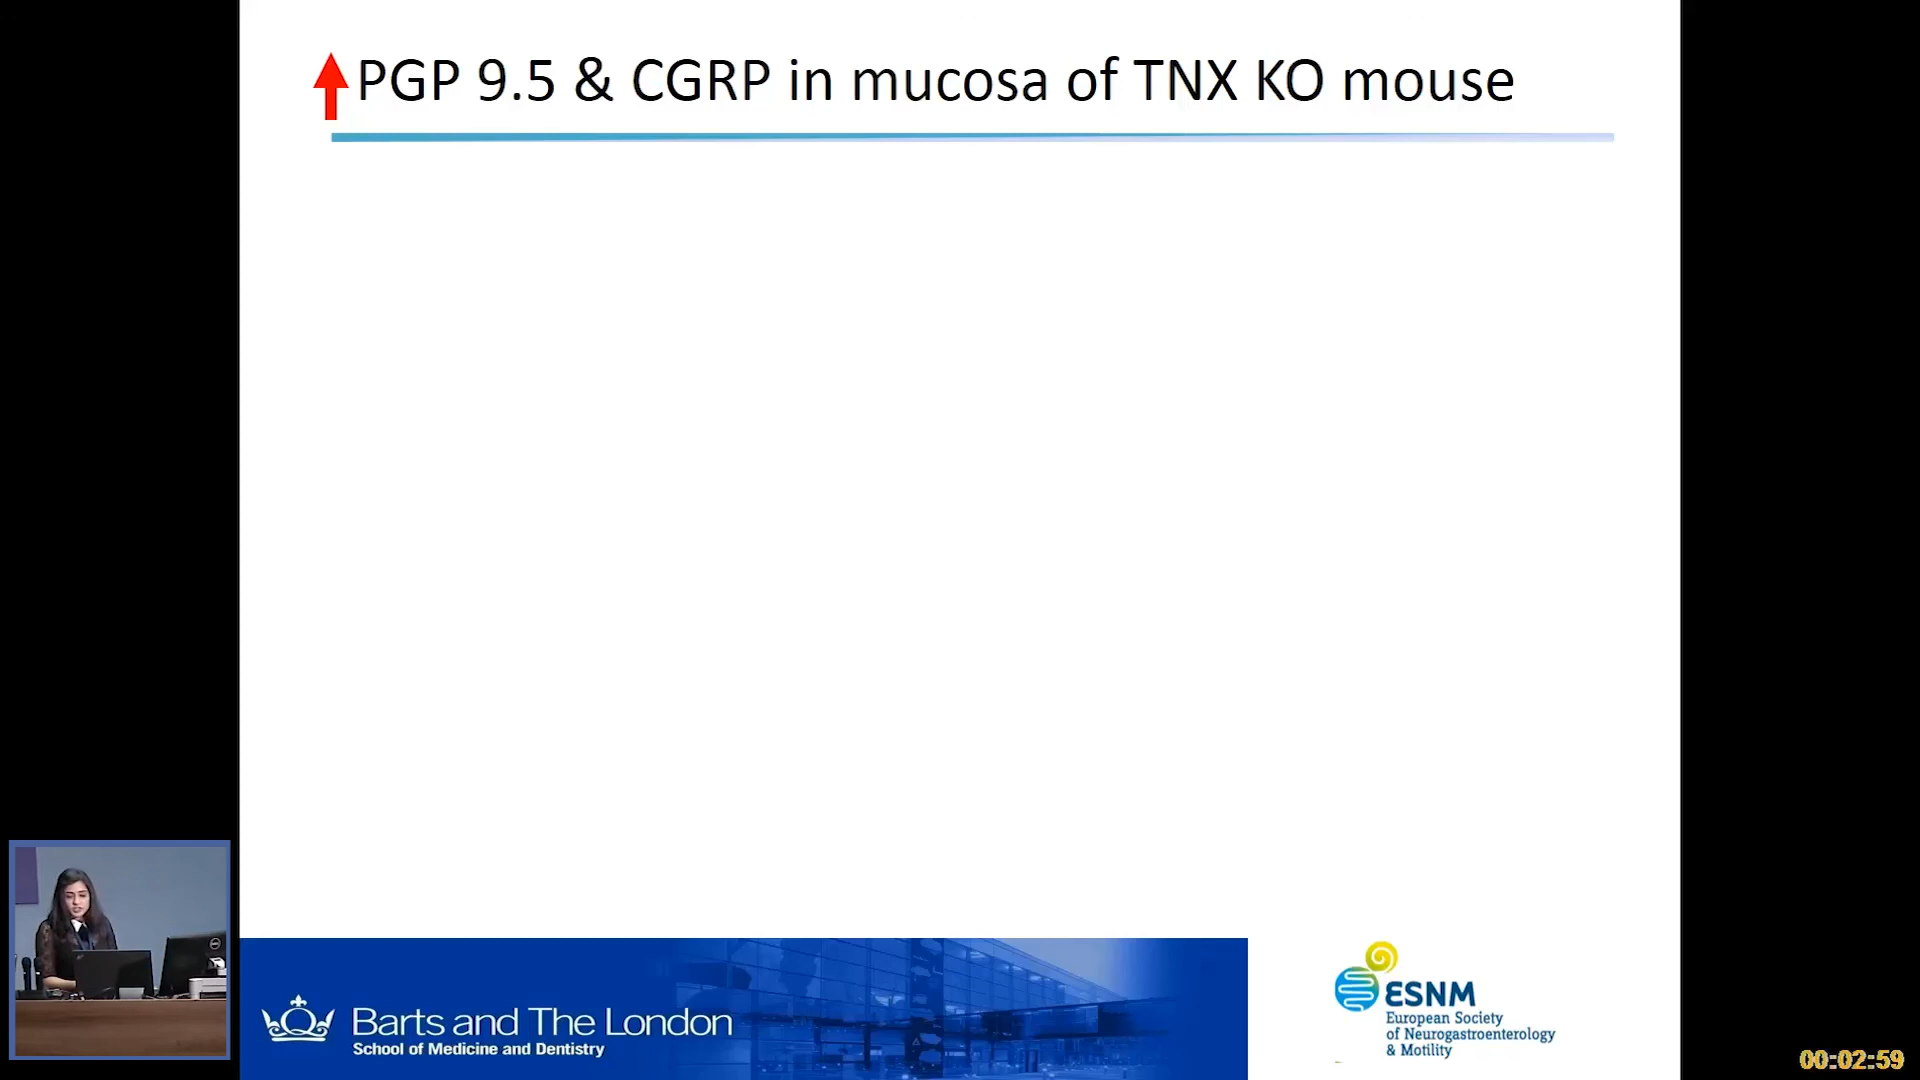 PGP 9.5 & CGRP in mucosa of TNX KO mouse
Barts and The London
School of Medicine and Dentistry
ESNM
European Society
of Neurogastroenterology
& Motility
00:02:59